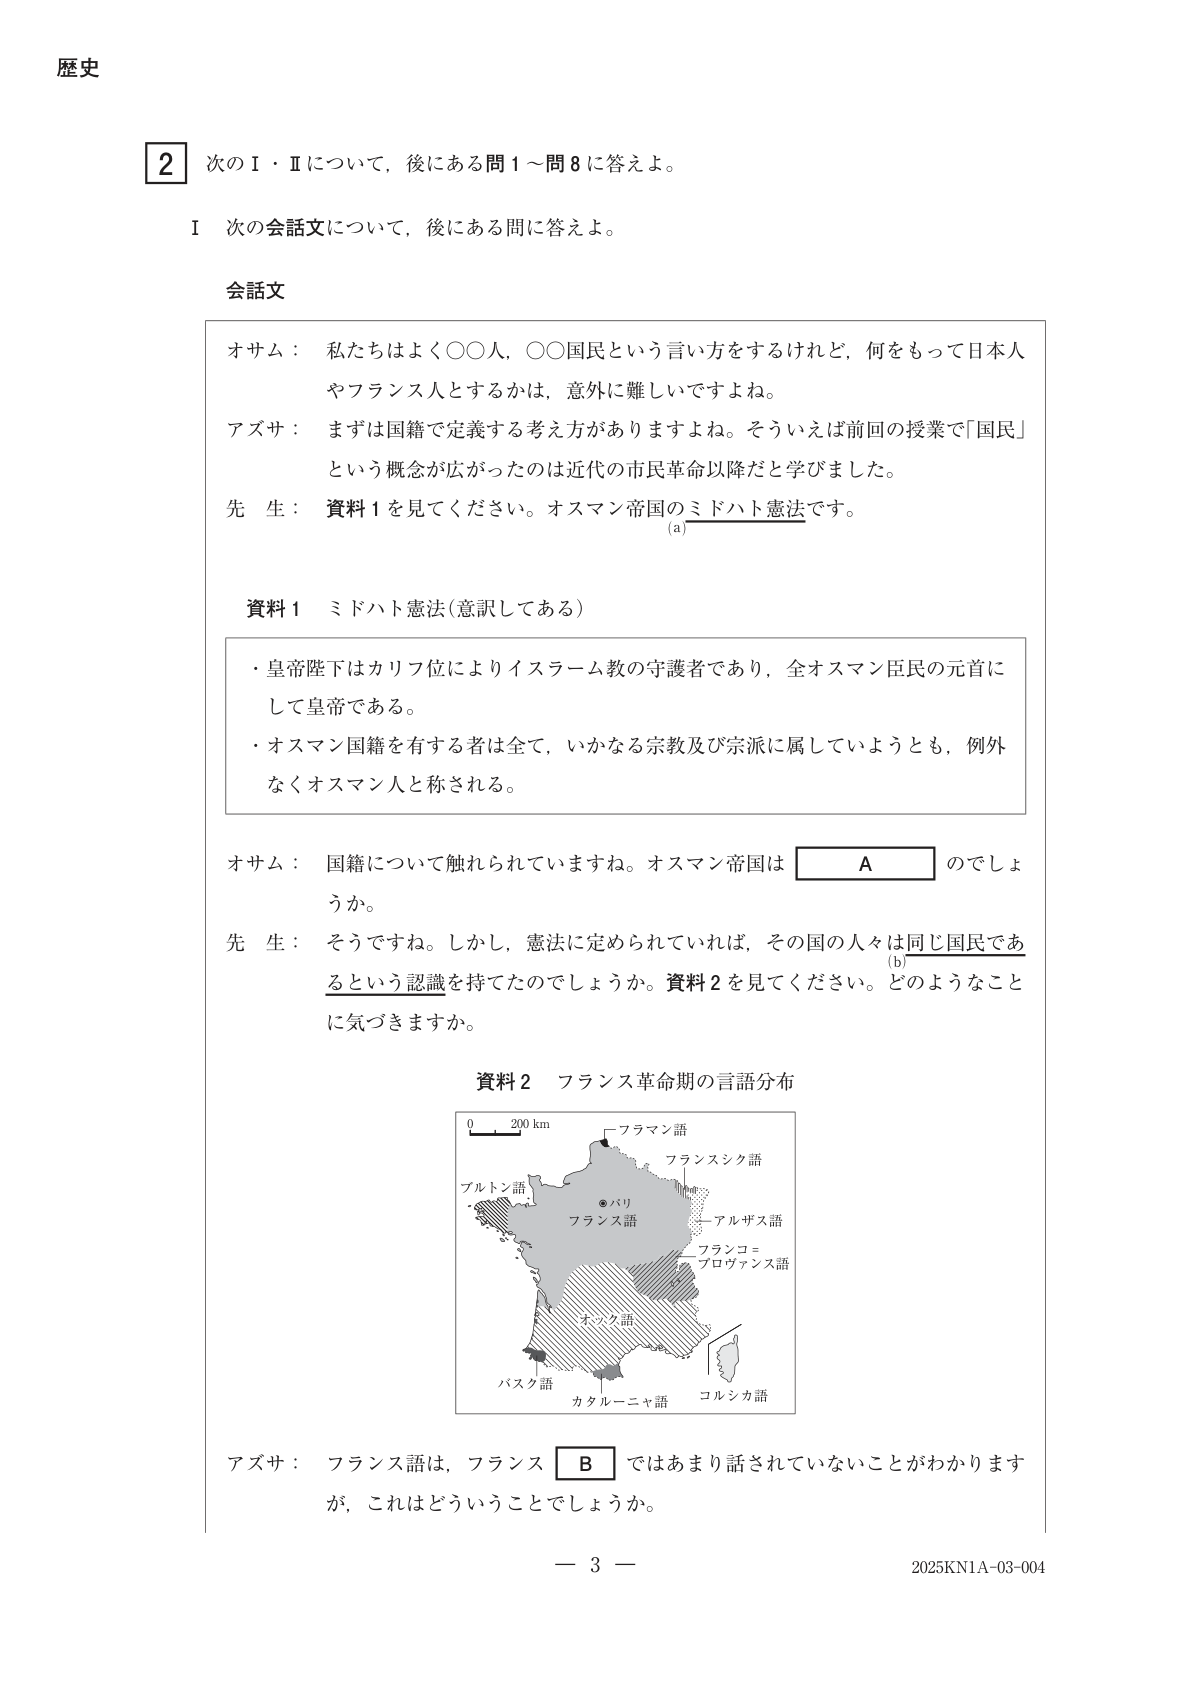 歴史
2 次のⅠ・Ⅱについて，後にある問1～問8に答えよ。
Ⅰ 次の会話文について，後にある問に答えよ。
会話文
オサム： 私たちはよく○○人，○○国民という言い方をするけれど，何をもって日本人
やフランス人とするかは，意外に難しいですよね。
アズサ： まずは国籍で定義する考え方がありますよね。そういえば前回の授業で「国民」
という概念が広がったのは近代の市民革命以降だと学びました。
先　生： 資料1を見てください。オスマン帝国のミドハト憲法です。
(a)
資料1 ミドハト憲法(意訳してある)
・皇帝陛下はカリフ位によりイスラーム教の守護者であり，全オスマン臣民の元首に
して皇帝である。
・オスマン国籍を有する者は全て，いかなる宗教及び宗派に属していようとも，例外
なくオスマン人と称される。
オサム： 国籍について触れられていますね。オスマン帝国は A のでしょ
うか。
先　生： そうですね。しかし，憲法に定められていれば，その国の人々は同じ国民であ
(b)
るという認識を持てたのでしょうか。資料2を見てください。どのようなこと
に気づきますか。
資料2 フランス革命期の言語分布
0 200 km
フラマン語
フランスシク語
ブルトン語
パリ
フランス語
アルザス語
フランコ＝
プロヴァンス語
オック語
バスク語
カタルーニャ語
コルシカ語
アズサ： フランス語は，フランス B ではあまり話されていないことがわかります
が，これはどういうことでしょうか。
— 3 —
2025KN1A-03-004